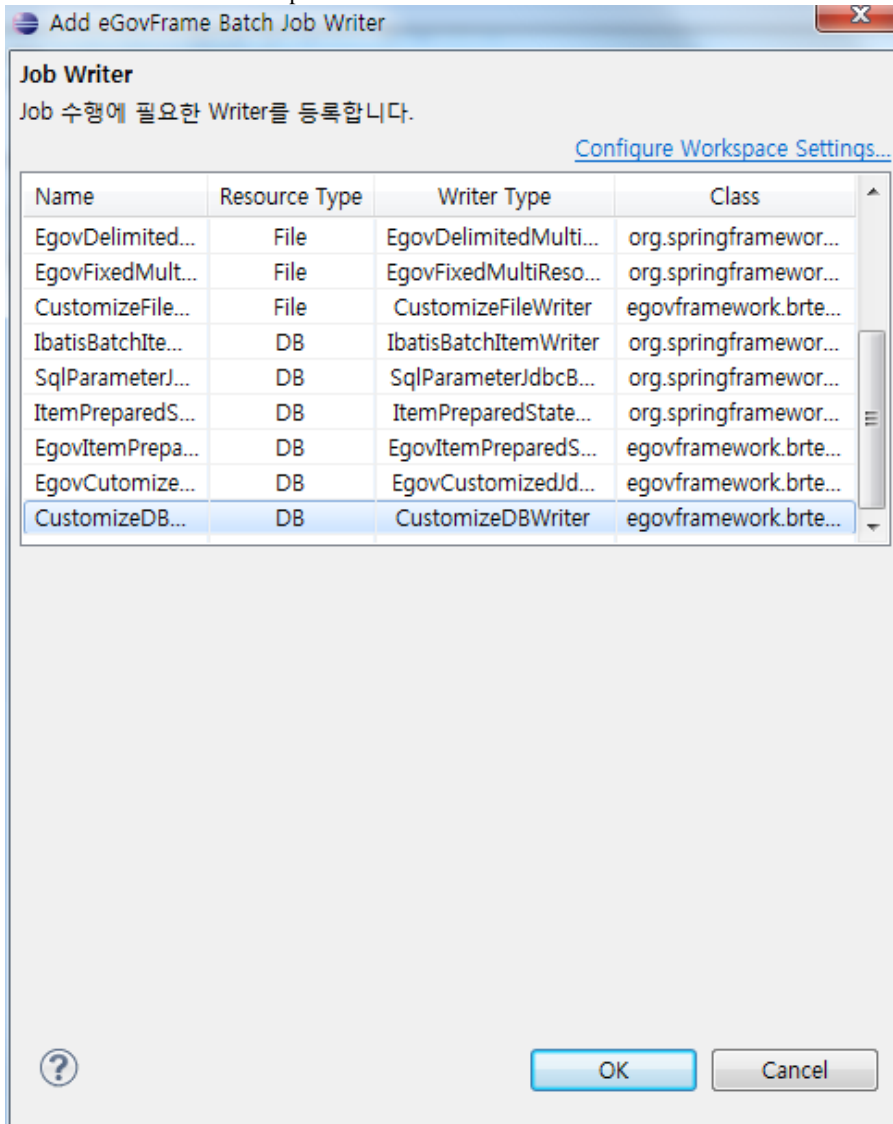 Add eGovFrame Batch Job Writer
Job Writer
Job 수행에 필요한 Writer를 등록합니다.
Configure Workspace Settings...
Name Resource Type Writer Type Class
EgovDelimited... File EgovDelimitedMulti... org.springframewor...
EgovFixedMult... File EgovFixedMultiReso... org.springframewor...
CustomizeFile... File CustomizeFileWriter egovframework.brte...
IbatisBatchIte... DB IbatisBatchItemWriter org.springframewor...
SqlParameterJ... DB SqlParameterJdbcB... org.springframewor...
ItemPreparedS... DB ItemPreparedState... org.springframewor...
EgovItemPrepa... DB EgovItemPreparedS... egovframework.brte...
EgovCutomize... DB EgovCustomizedJd... egovframework.brte...
CustomizeDB... DB CustomizeDBWriter egovframework.brte...
OK Cancel